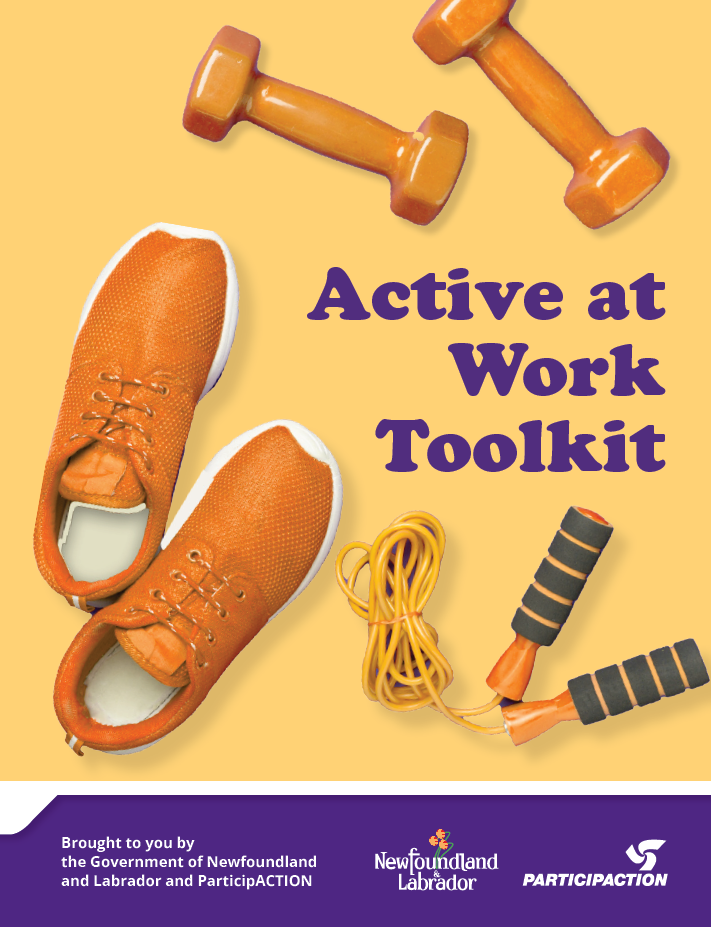 Active at
Work
Toolkit
Brought to you by
the Government of Newfoundland
and Labrador and ParticipACTION
Newfoundland
&
Labrador
PARTICIPACTION